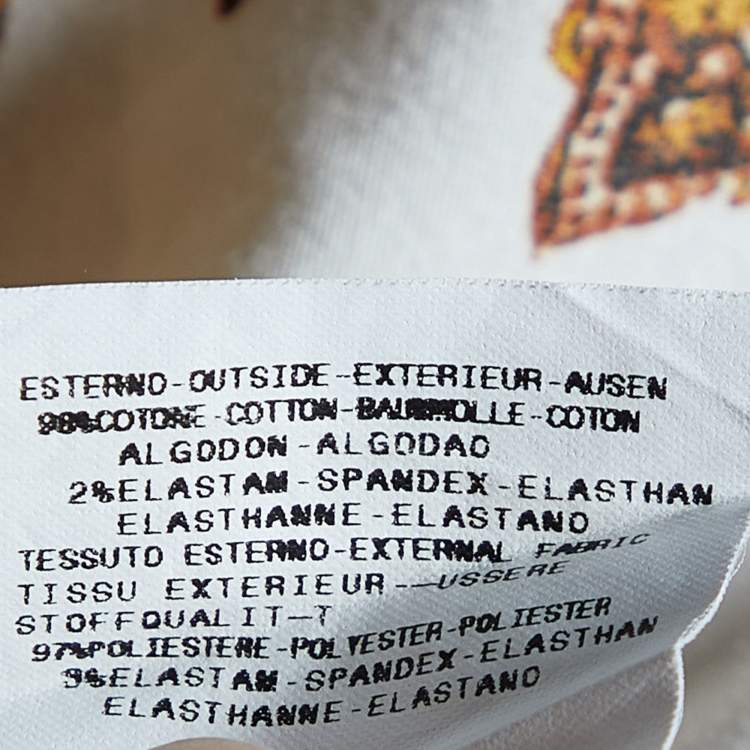 ESTERNO-OUTSIDE-EXTERIEUR-AUSEN
98%COTONE-COTTON-BAUMWOLLE-COTON
ALGODON-ALGODAO
2%ELASTAM-SPANDEX-ELASTHAN
ELASTHANNE-ELASTANO
TESSUTO ESTERNO-EXTERNAL FABRIC
TISSU EXTERIEUR--USSERE
STOFFQUALIT-T
97%POLIESTERE-POLYESTER-POLIESTER
3%ELASTAM-SPANDEX-ELASTHAN
ELASTHANNE-ELASTANO